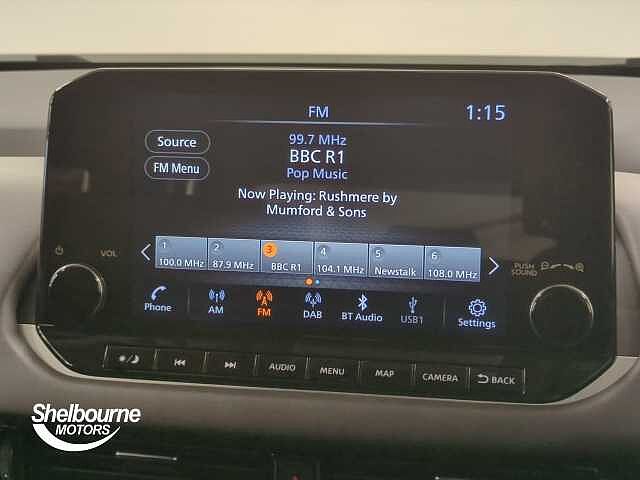 FM
1:15
Source
99.7 MHz
FM Menu
BBC R1
Pop Music
Now Playing: Rushmere by
Mumford & Sons
1 2 3 4 5 6
100.0 MHz 87.9 MHz BBC R1 104.1 MHz Newstalk 108.0 MHz
VOL
PUSH
SOUND
Phone AM FM DAB BT Audio USB1 Settings
AUDIO MENU MAP CAMERA BACK
Shelbourne
MOTORS